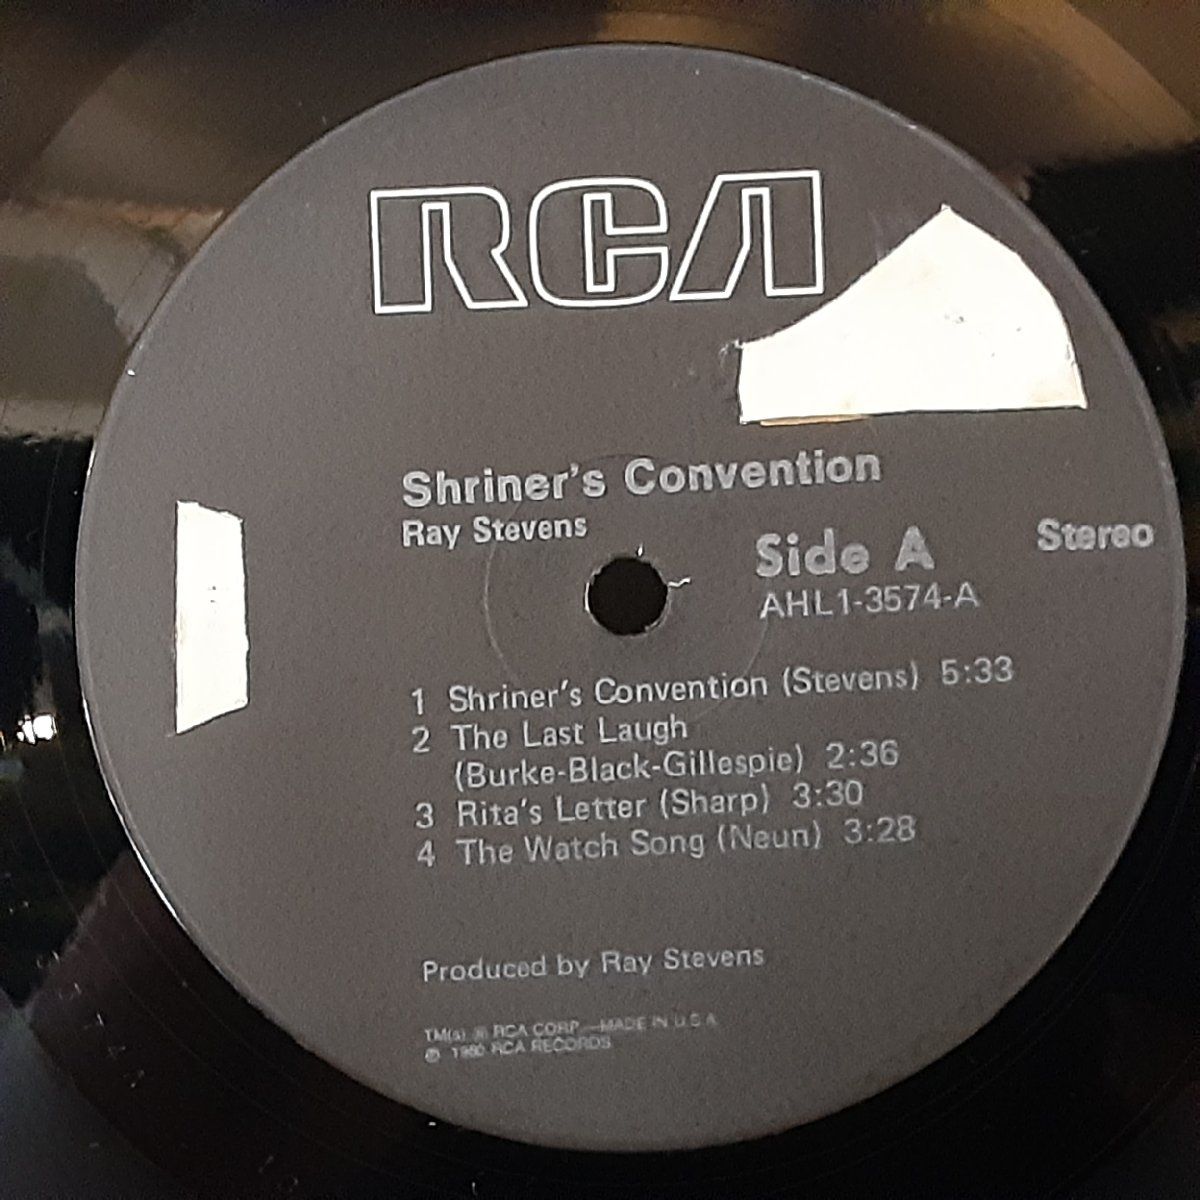 RCA
Shriner's Convention
Ray Stevens
Side A
Stereo
AHL1-3574-A
1 Shriner's Convention (Stevens) 5:33
2 The Last Laugh
(Burke-Black-Gillespie) 2:36
3 Rita's Letter (Sharp) 3:30
4 The Watch Song (Neun) 3:28
Produced by Ray Stevens
TM(s) ® RCA CORP.—MADE IN U.S.A.
℗ 1980 RCA RECORDS